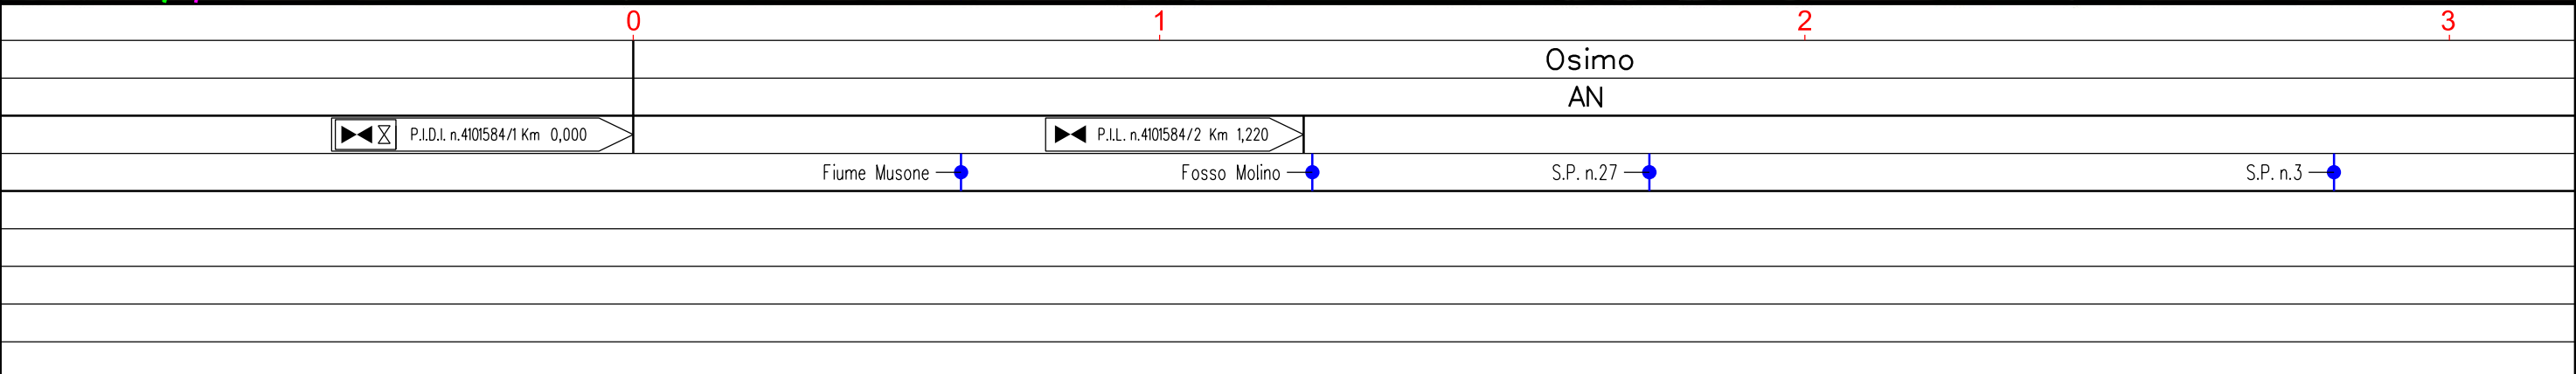 0 1 2 3
Osimo
AN
P.I.D.I. n.4101584/1 Km 0,000 P.I.L. n.4101584/2 Km 1,220
Fiume Musone Fosso Molino S.P. n.27 S.P. n.3